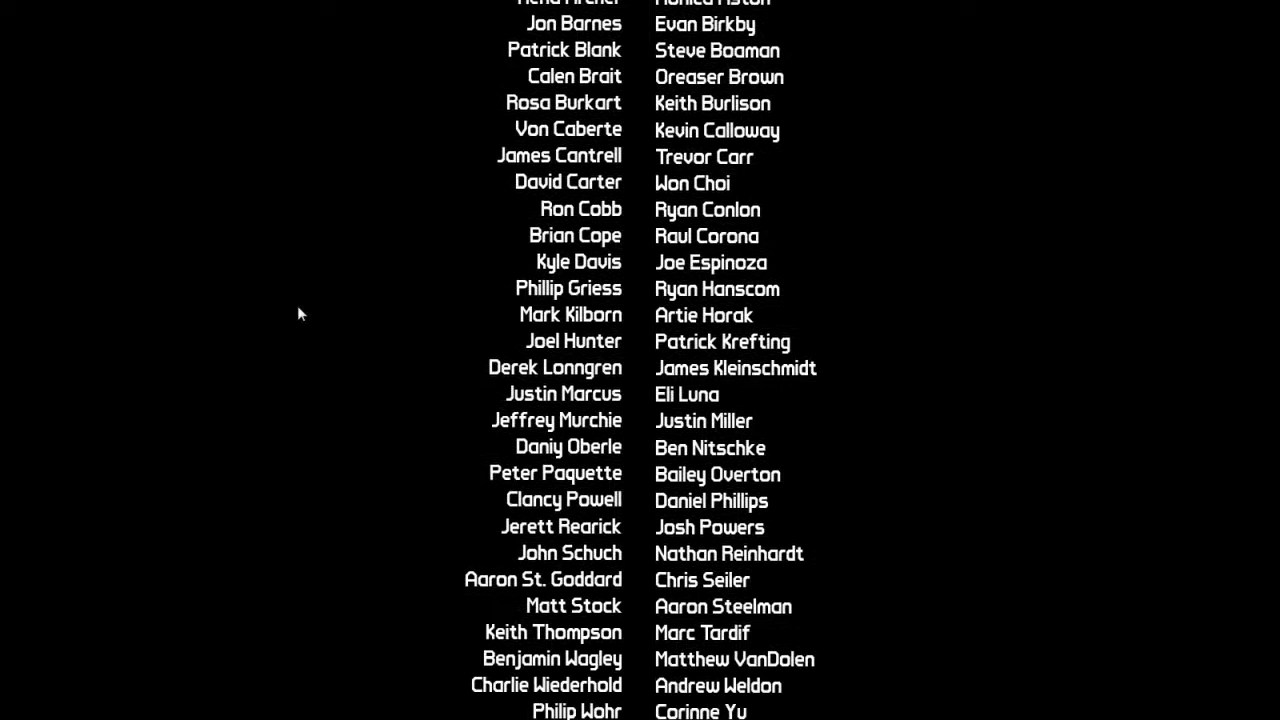 Jon Barnes Evan Birkby
Patrick Blank Steve Boaman
Calen Brait Oreaser Brown
Rosa Burkart Keith Burlison
Von Caberte Kevin Calloway
James Cantrell Trevor Carr
David Carter Won Choi
Ron Cobb Ryan Conlon
Brian Cope Raul Corona
Kyle Davis Joe Espinoza
Phillip Griess Ryan Hanscom
Mark Kilborn Artie Horak
Joel Hunter Patrick Krefting
Derek Lonngren James Kleinschmidt
Justin Marcus Eli Luna
Jeffrey Murchie Justin Miller
Daniy Oberle Ben Nitschke
Peter Paquette Bailey Overton
Clancy Powell Daniel Phillips
Jerett Rearick Josh Powers
John Schuch Nathan Reinhardt
Aaron St. Goddard Chris Seiler
Matt Stock Aaron Steelman
Keith Thompson Marc Tardif
Benjamin Wagley Matthew VanDolen
Charlie Wiederhold Andrew Weldon
Philip Wohr Corinne Yu